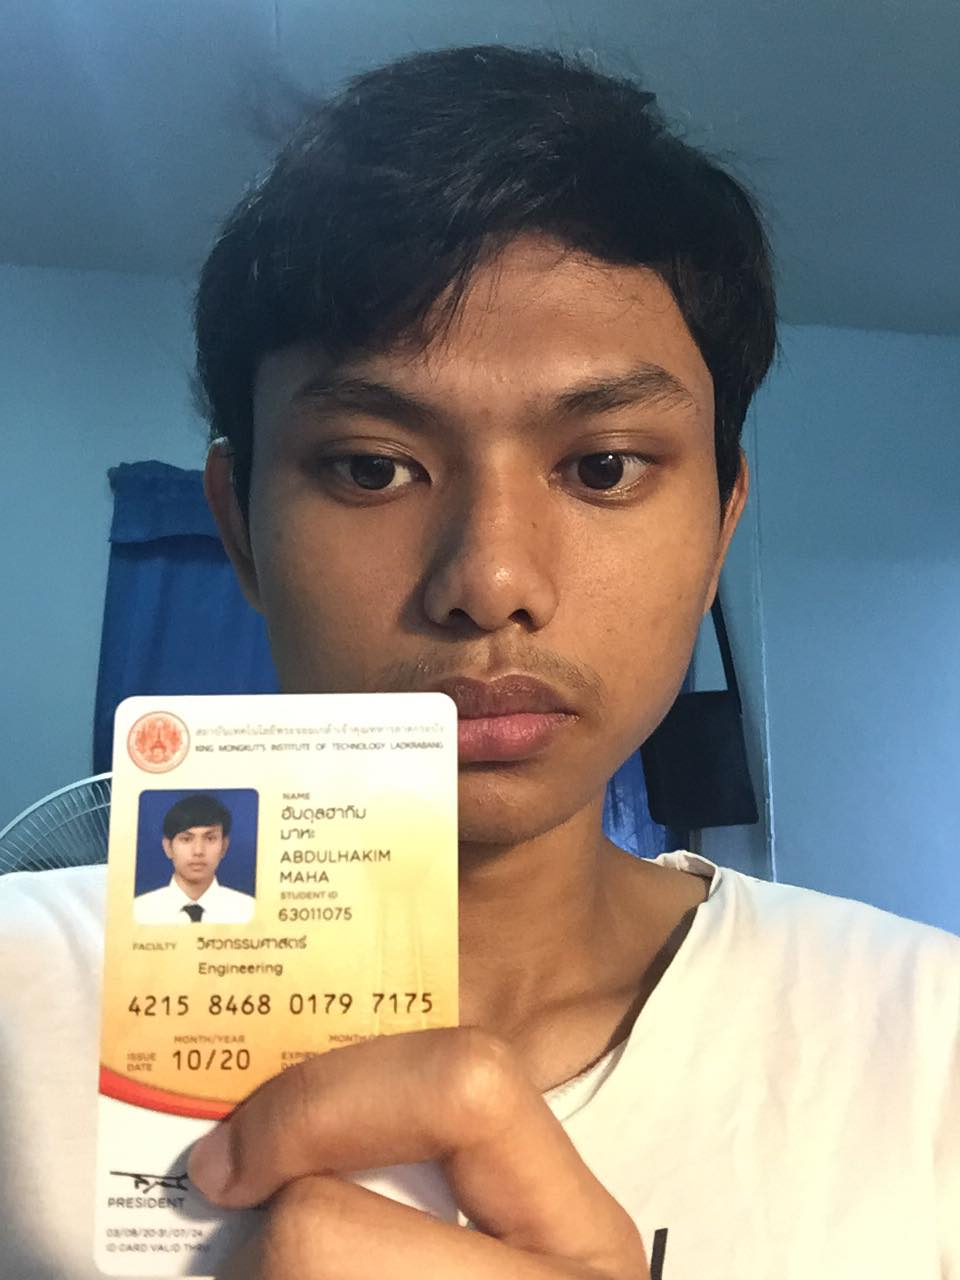 สถาบันเทคโนโลยีพระจอมเกล้าเจ้าคุณทหารลาดกระบัง
KING MONGKUT'S INSTITUTE OF TECHNOLOGY LADKRABANG
NAME
อับดุลฮากิม
มาหะ
ABDULHAKIM
MAHA
STUDENT ID
63011075
FACULTY วิศวกรรมศาสตร์
Engineering
4215 8468 0179 7175
MONTH/YEAR
ISSUE DATE 10/20
PRESIDENT
03/08/20-31/07/24
ID CARD VALID THRU